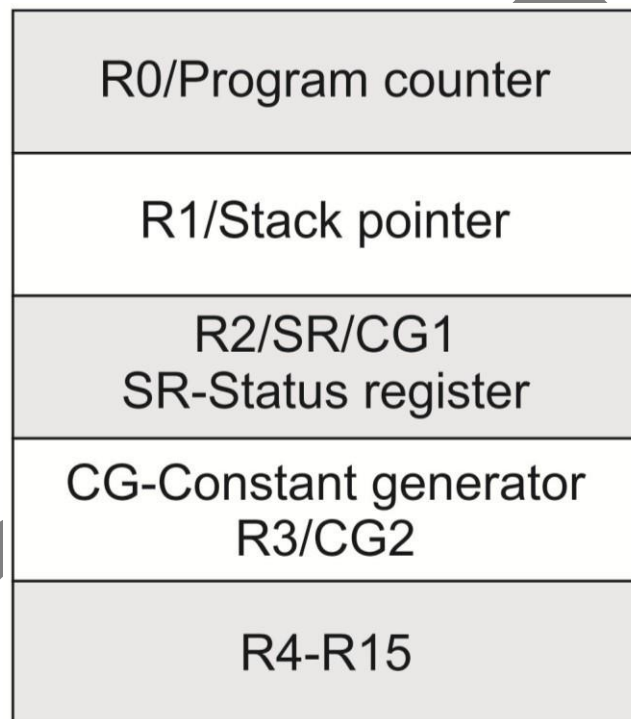 R0/Program counter
R1/Stack pointer
R2/SR/CG1
SR-Status register
CG-Constant generator
R3/CG2
R4-R15